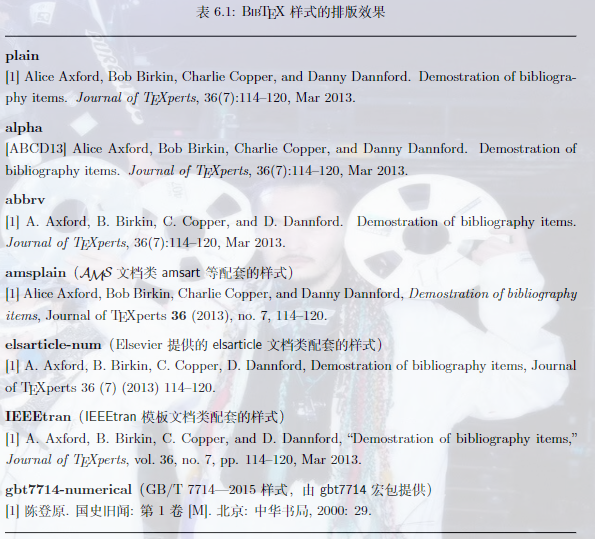 表 6.1: BIBTEX 样式的排版效果
plain
[1] Alice Axford, Bob Birkin, Charlie Copper, and Danny Dannford. Demostration of bibliogra-
phy items. Journal of TEXperts, 36(7):114–120, Mar 2013.
alpha
[ABCD13] Alice Axford, Bob Birkin, Charlie Copper, and Danny Dannford. Demostration of
bibliography items. Journal of TEXperts, 36(7):114–120, Mar 2013.
abbrv
[1] A. Axford, B. Birkin, C. Copper, and D. Dannford. Demostration of bibliography items.
Journal of TEXperts, 36(7):114–120, Mar 2013.
amsplain（AMS 文档类 amsart 等配套的样式）
[1] Alice Axford, Bob Birkin, Charlie Copper, and Danny Dannford, Demostration of bibliography
items, Journal of TEXperts 36 (2013), no. 7, 114–120.
elsarticle-num（Elsevier 提供的 elsarticle 文档类配套的样式）
[1] A. Axford, B. Birkin, C. Copper, D. Dannford, Demostration of bibliography items, Journal
of TEXperts 36 (7) (2013) 114–120.
IEEEtran（IEEEtran 模板文档类配套的样式）
[1] A. Axford, B. Birkin, C. Copper, and D. Dannford, “Demostration of bibliography items,”
Journal of TEXperts, vol. 36, no. 7, pp. 114–120, Mar 2013.
gbt7714-numerical（GB/T 7714—2015 样式，由 gbt7714 宏包提供）
[1] 陈登原. 国史旧闻: 第 1 卷 [M]. 北京: 中华书局, 2000: 29.